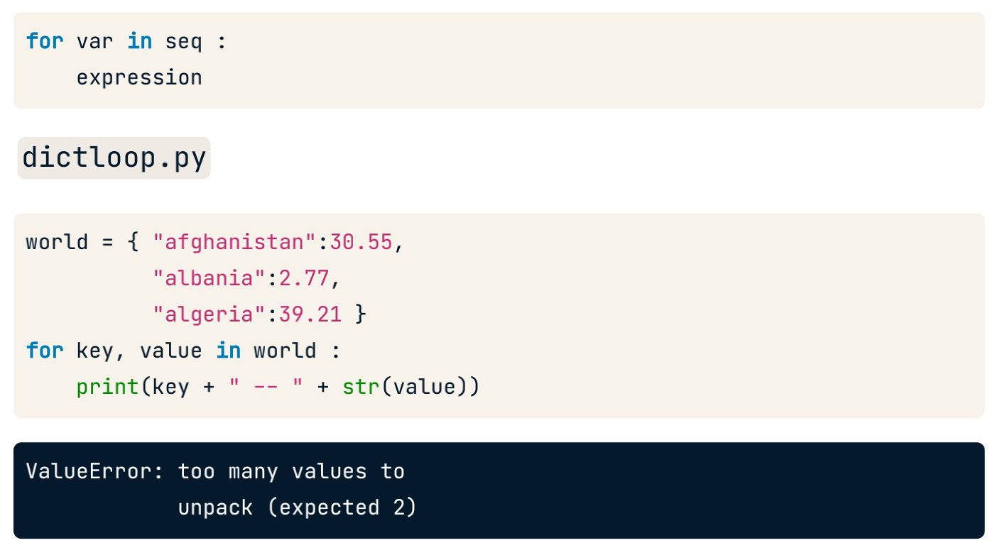 for var in seq :
    expression
dictloop.py
world = { "afghanistan":30.55,
          "albania":2.77,
          "algeria":39.21 }
for key, value in world :
    print(key + " -- " + str(value))
ValueError: too many values to
            unpack (expected 2)